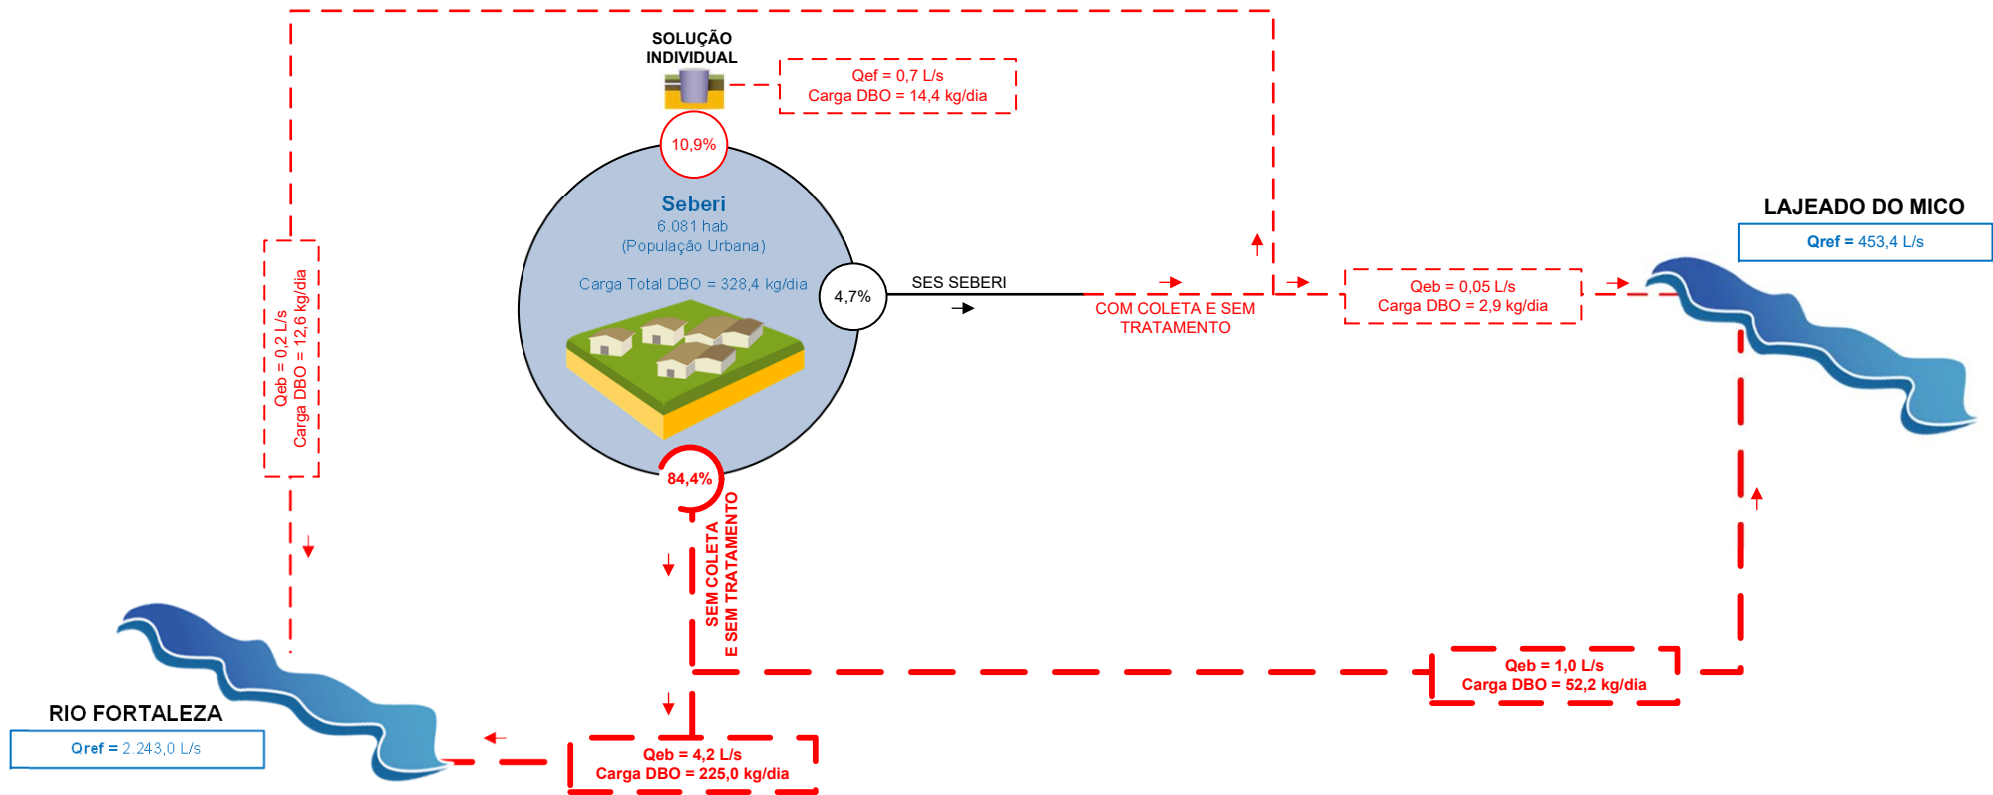 SOLUÇÃO
INDIVIDUAL
Qef = 0,7 L/s
Carga DBO = 14,4 kg/dia
10,9%
Seberi
6.081 hab
(População Urbana)
Carga Total DBO = 328,4 kg/dia
4,7%
SES SEBERI
COM COLETA E SEM
TRATAMENTO
Qeb = 0,05 L/s
Carga DBO = 2,9 kg/dia
LAJEADO DO MICO
Qref = 453,4 L/s
Qeb = 0,2 L/s
Carga DBO = 12,6 kg/dia
84,4%
SEM COLETA
E SEM TRATAMENTO
Qeb = 1,0 L/s
Carga DBO = 52,2 kg/dia
RIO FORTALEZA
Qref = 2.243,0 L/s
Qeb = 4,2 L/s
Carga DBO = 225,0 kg/dia